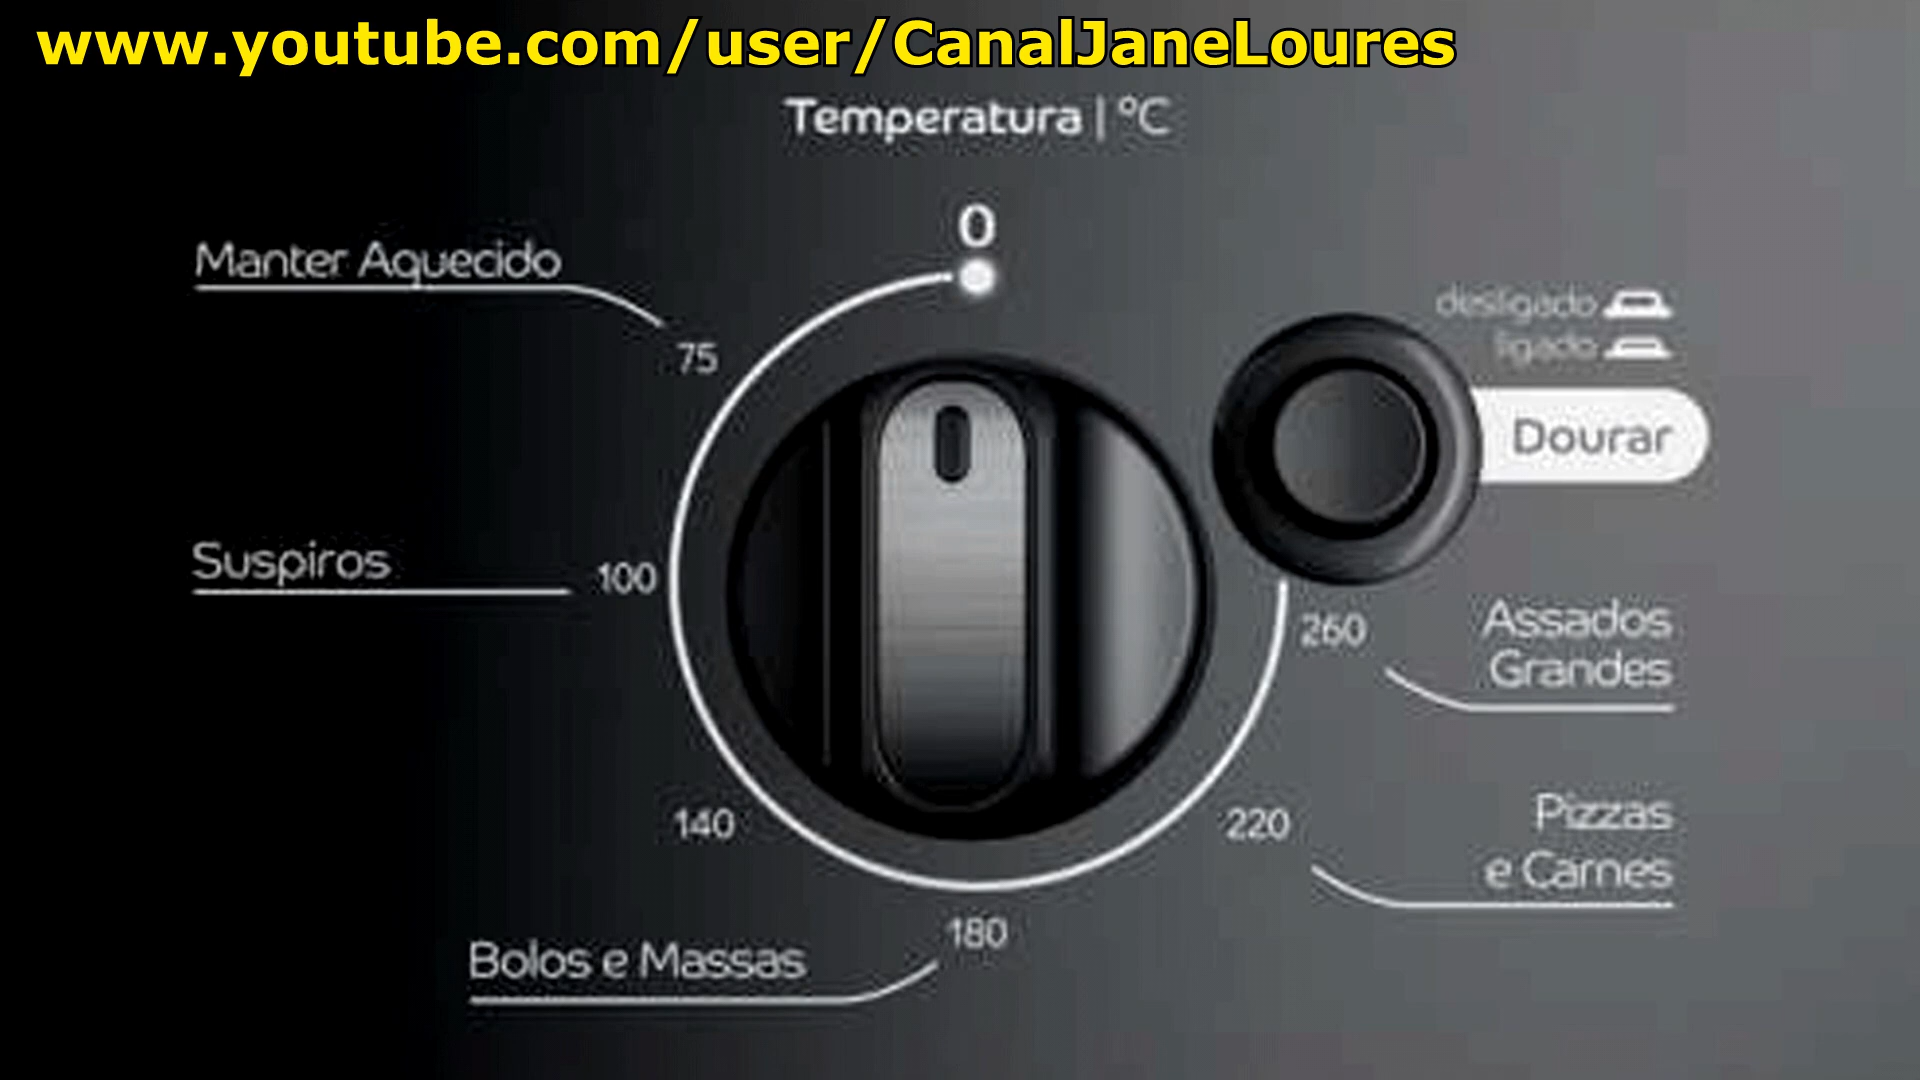 www.youtube.com/user/CanalJaneLoures
Temperatura | °C
0
Manter Aquecido
75
desligado
ligado
Dourar
Suspiros
100
260
Assados
Grandes
140
220
Pizzas
e Carnes
180
Bolos e Massas